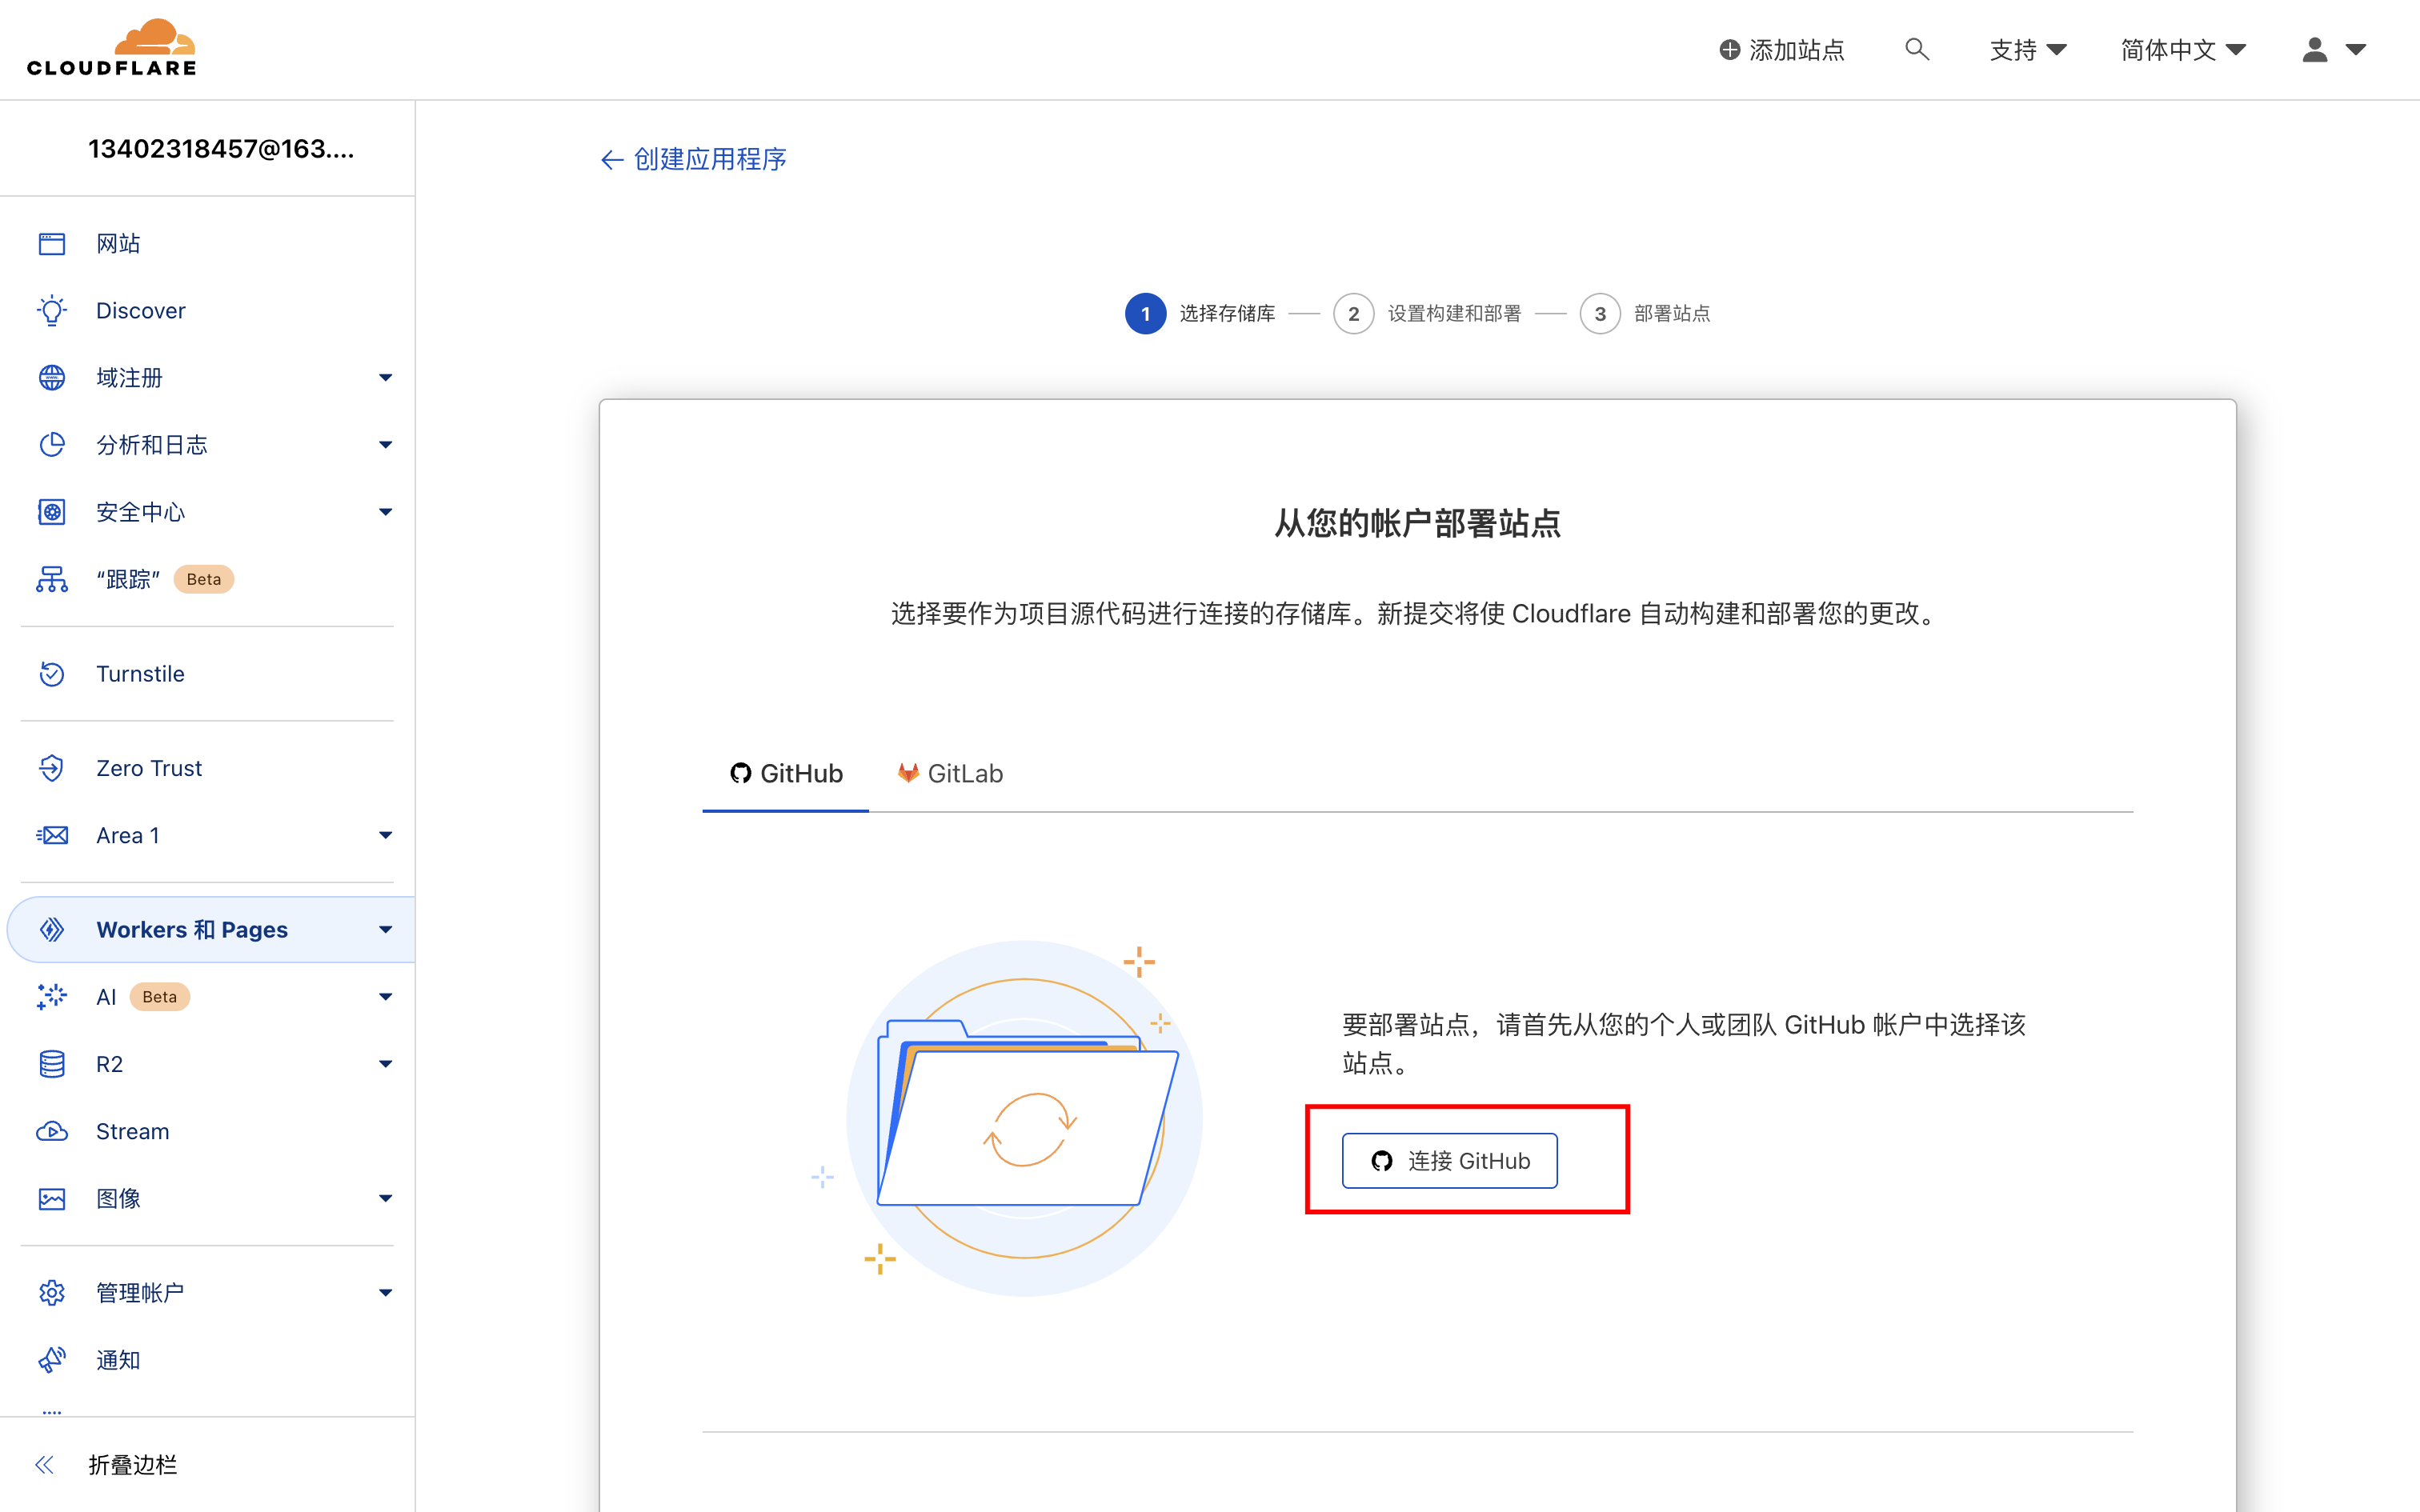 CLOUDFLARE
添加站点
支持
简体中文
13402318457@163....
网站
Discover
域注册
分析和日志
安全中心
“跟踪” Beta
Turnstile
Zero Trust
Area 1
Workers 和 Pages
AI Beta
R2
Stream
图像
管理帐户
通知
折叠边栏
创建应用程序
1 选择存储库 2 设置构建和部署 3 部署站点
从您的帐户部署站点
选择要作为项目源代码进行连接的存储库。新提交将使 Cloudflare 自动构建和部署您的更改。
GitHub GitLab
要部署站点，请首先从您的个人或团队 GitHub 帐户中选择该
站点。
连接 GitHub